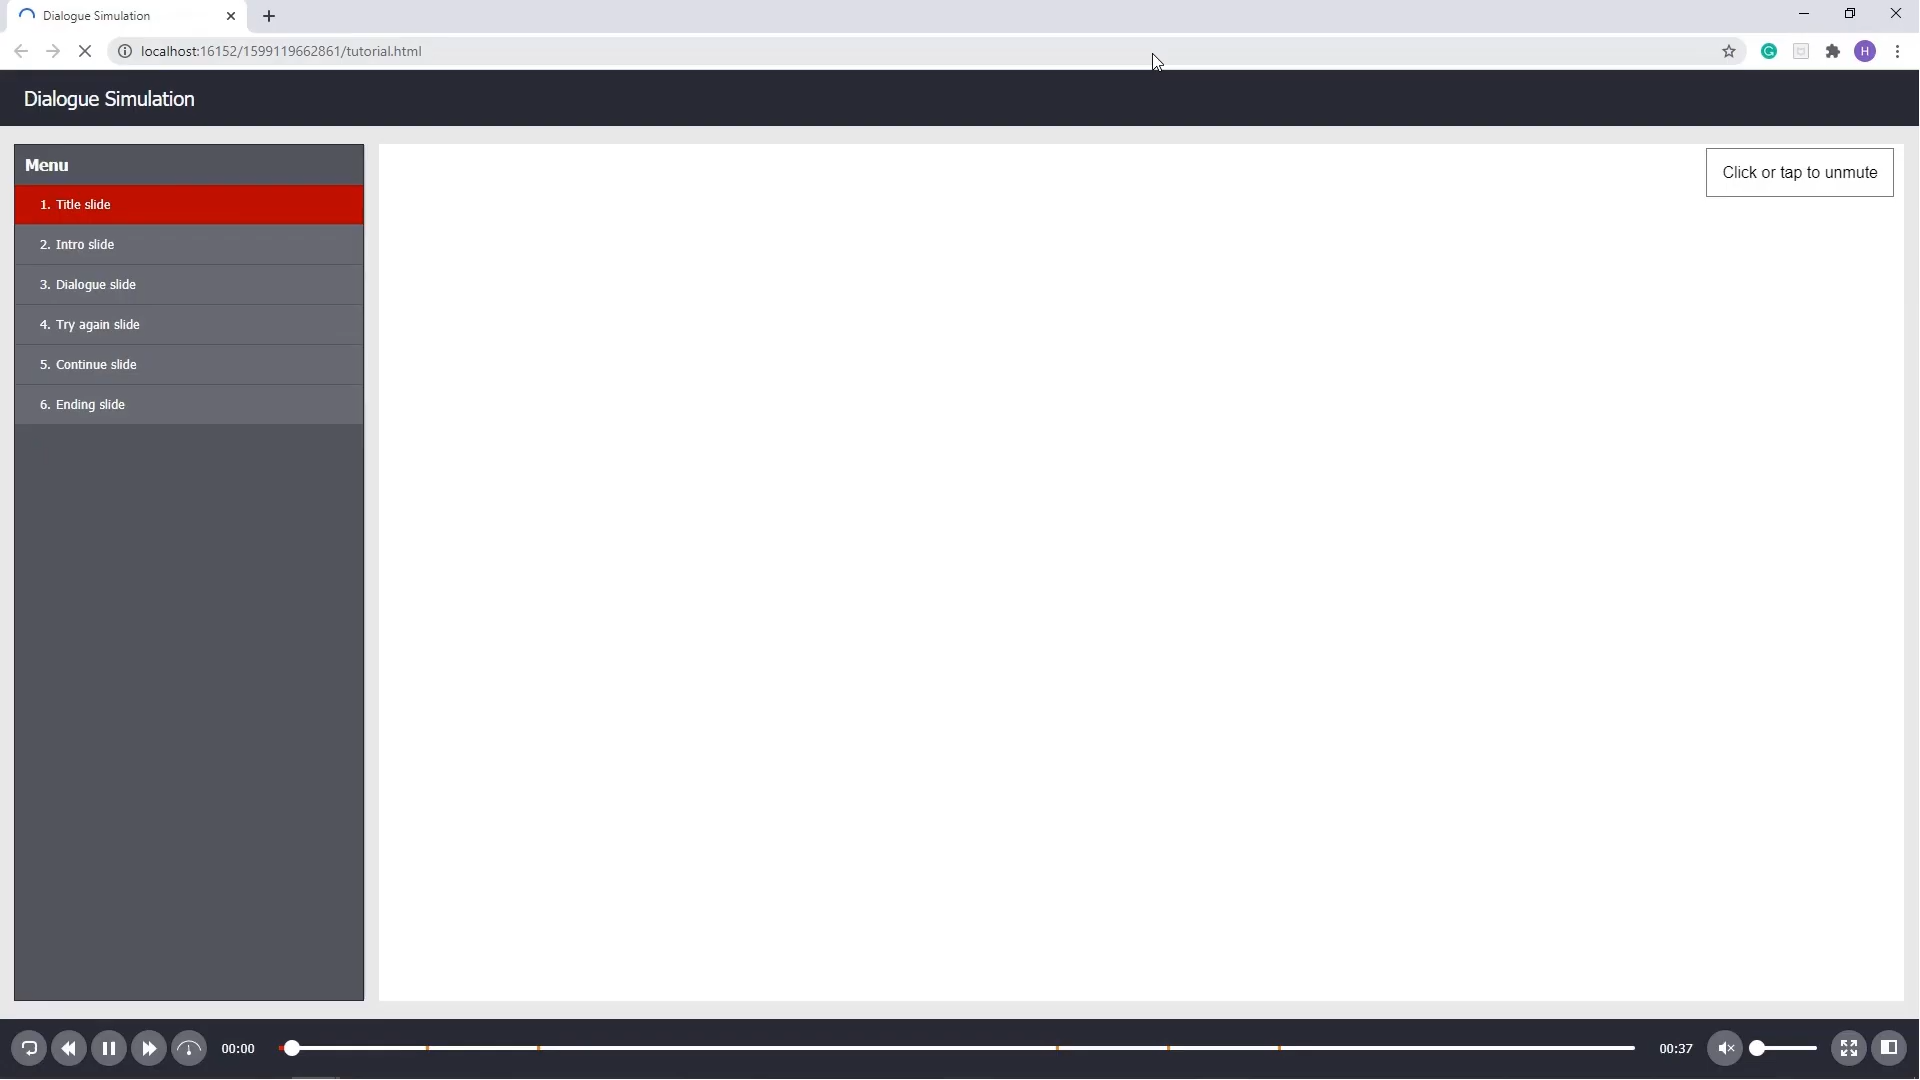 Dialogue Simulation
localhost:16152/1599119662861/tutorial.html
H
Dialogue Simulation
Menu
1. Title slide
2. Intro slide
3. Dialogue slide
4. Try again slide
5. Continue slide
6. Ending slide
Click or tap to unmute
00:00
00:37